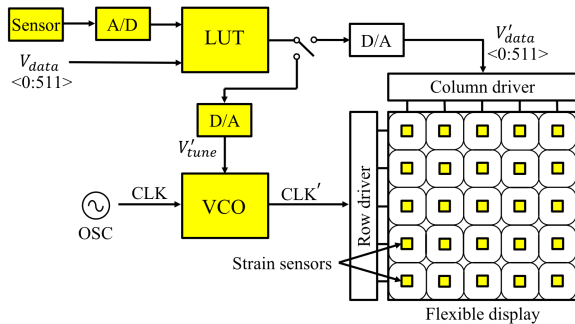 Sensor
A/D
LUT
D/A
V'data
<0:511>
Vdata
<0:511>
Column driver
D/A
V'tune
CLK
VCO
CLK'
OSC
Row driver
Strain sensors
Flexible display